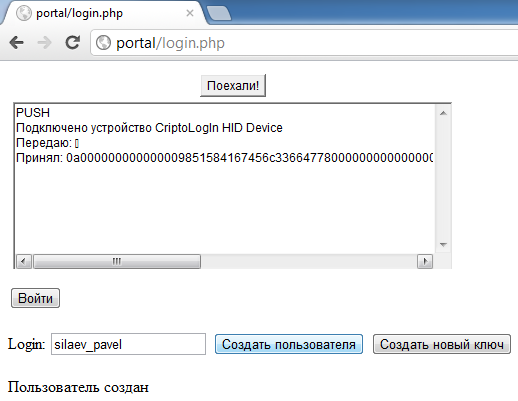 portal/login.php
portal/login.php
Поехали!
PUSH
Подключено устройство CriptoLogIn HID Device
Передаю: 
Принял: 0a00000000000009851584167456c33664778000000000000000
Войти
Login: silaev_pavel Создать пользователя Создать новый ключ
Пользователь создан